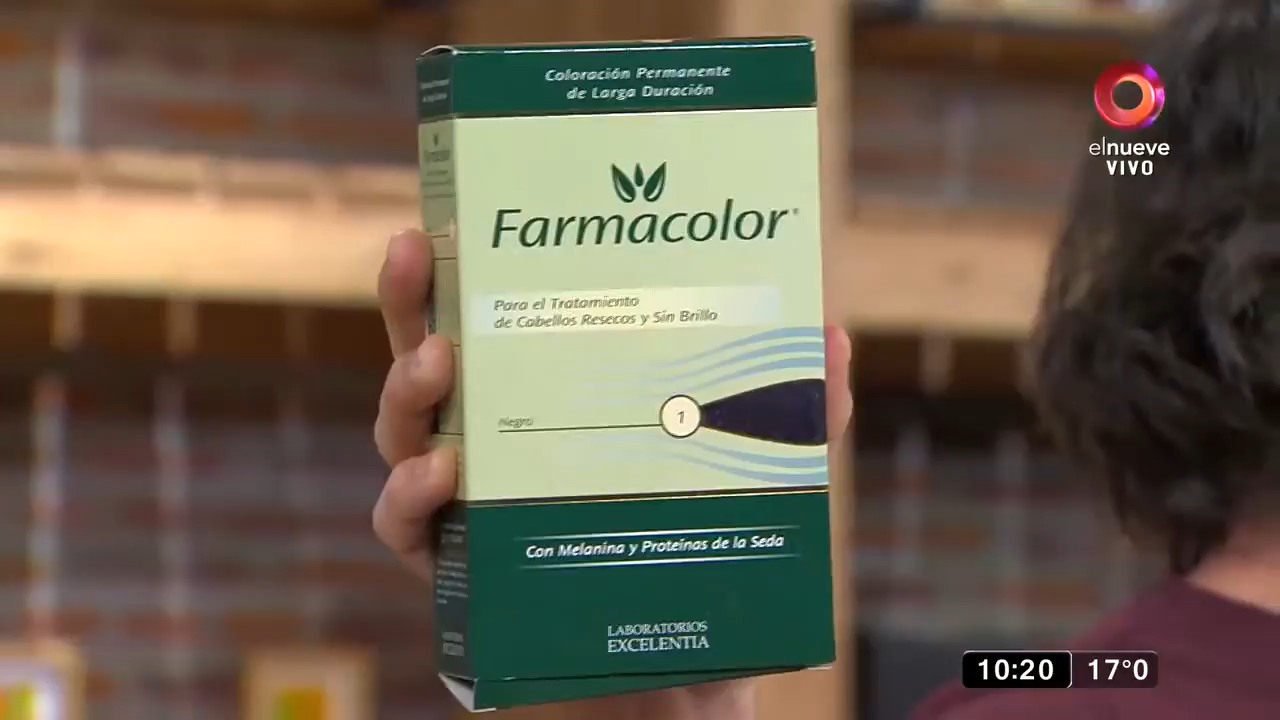 Coloración Permanente
de Larga Duración
Farmacolor®
Para el Tratamiento
de Cabellos Resecos y Sin Brillo
Negro
1
Con Melanina y Proteínas de la Seda
LABORATORIOS
EXCELENTIA
elnueve
VIVO
10:20 17°0